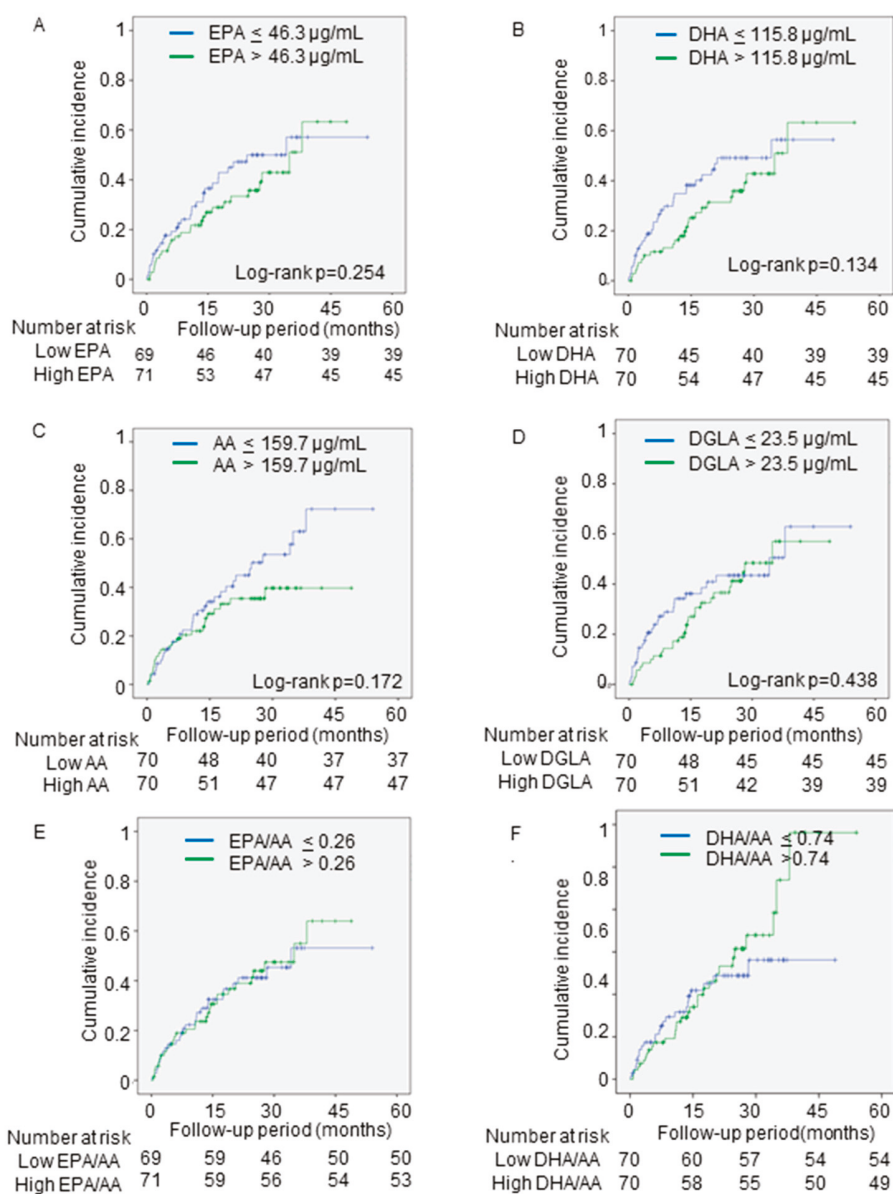 A
EPA ≤ 46.3 µg/mL
EPA > 46.3 µg/mL
Cumulative incidence
1
0.8
0.6
0.4
0.2
0
Log-rank p=0.254
0 15 30 45 60
Number at risk Follow-up period (months)
Low EPA 69 46 40 39 39
High EPA 71 53 47 45 45
B
DHA ≤ 115.8 µg/mL
DHA > 115.8 µg/mL
Cumulative incidence
1
0.8
0.6
0.4
0.2
0
Log-rank p=0.134
0 15 30 45 60
Number at risk Follow-up period (months)
Low DHA 70 45 40 39 39
High DHA 70 54 47 45 45
C
AA ≤ 159.7 µg/mL
AA > 159.7 µg/mL
Cumulative incidence
1
0.8
0.6
0.4
0.2
0
Log-rank p=0.172
0 15 30 45 60
Number at risk Follow-up period (months)
Low AA 70 48 40 37 37
High AA 70 51 47 47 47
D
DGLA ≤ 23.5 µg/mL
DGLA > 23.5 µg/mL
Cumulative incidence
1
0.8
0.6
0.4
0.2
0
Log-rank p=0.438
0 15 30 45 60
Number at risk Follow-up period (months)
Low DGLA 70 48 45 45 45
High DGLA 70 51 42 39 39
E
EPA/AA ≤ 0.26
EPA/AA > 0.26
Cumulative incidence
1
0.8
0.6
0.4
0.2
0
0 15 30 45 60
Number at risk Follow-up period (months)
Low EPA/AA 69 59 46 50 50
High EPA/AA 71 59 56 54 53
F
DHA/AA ≤ 0.74
DHA/AA >0.74
Cumulative incidence
1
0.8
0.6
0.4
0.2
0
0 15 30 45 60
Number at risk Follow-up period (months)
Low DHA/AA 70 60 57 54 54
High DHA/AA 70 58 55 50 49